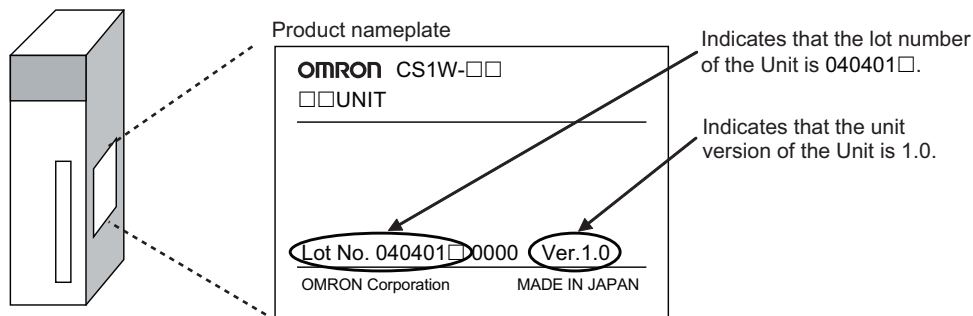 Product nameplate
OMRON CS1W-□□
□□UNIT
Lot No. 040401□ 0000 Ver.1.0
OMRON Corporation MADE IN JAPAN
Indicates that the lot number
of the Unit is 040401□.
Indicates that the unit
version of the Unit is 1.0.